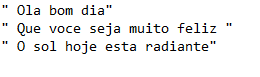 " Ola bom dia"
" Que voce seja muito feliz "
" O sol hoje esta radiante"